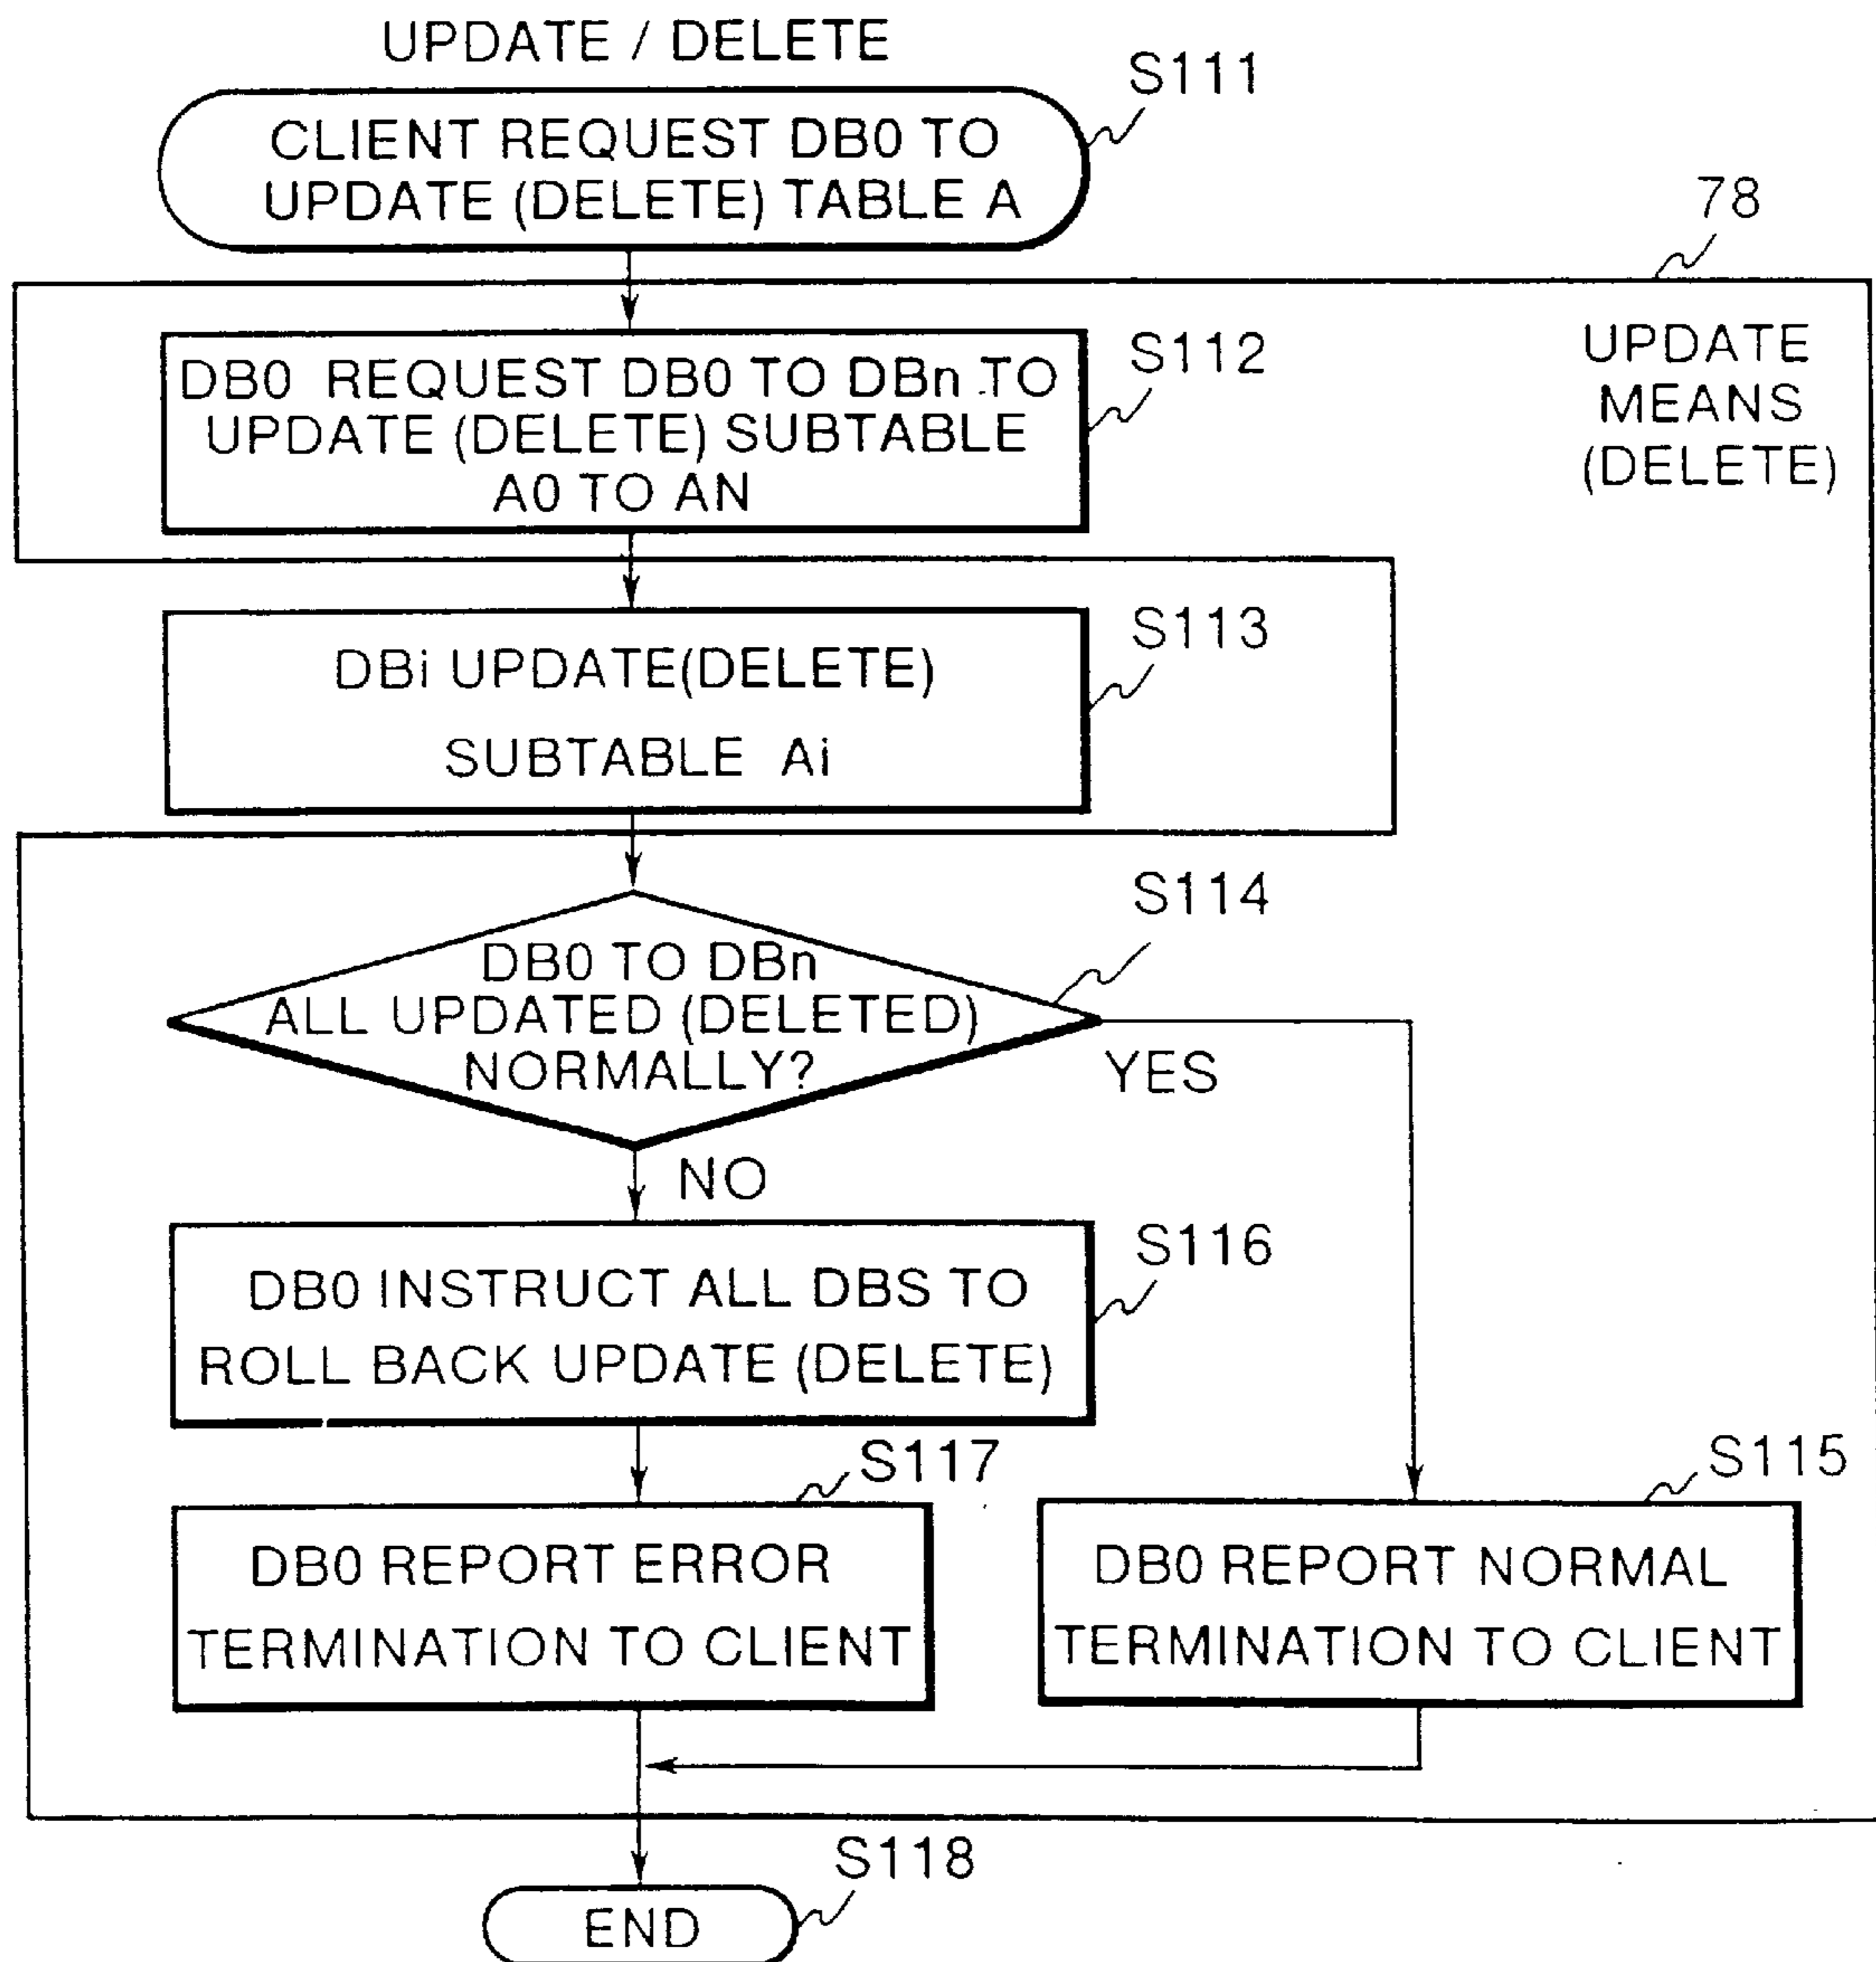 UPDATE / DELETE
S111
CLIENT REQUEST DB0 TO
UPDATE (DELETE) TABLE A
78
UPDATE
MEANS
(DELETE)
S112
DB0 REQUEST DB0 TO DBn TO
UPDATE (DELETE) SUBTABLE
A0 TO AN
S113
DBi UPDATE(DELETE)
SUBTABLE Ai
S114
DB0 TO DBn
ALL UPDATED (DELETED)
NORMALLY?
YES
NO
S116
DB0 INSTRUCT ALL DBS TO
ROLL BACK UPDATE (DELETE)
S117
DB0 REPORT ERROR
TERMINATION TO CLIENT
S115
DB0 REPORT NORMAL
TERMINATION TO CLIENT
S118
END